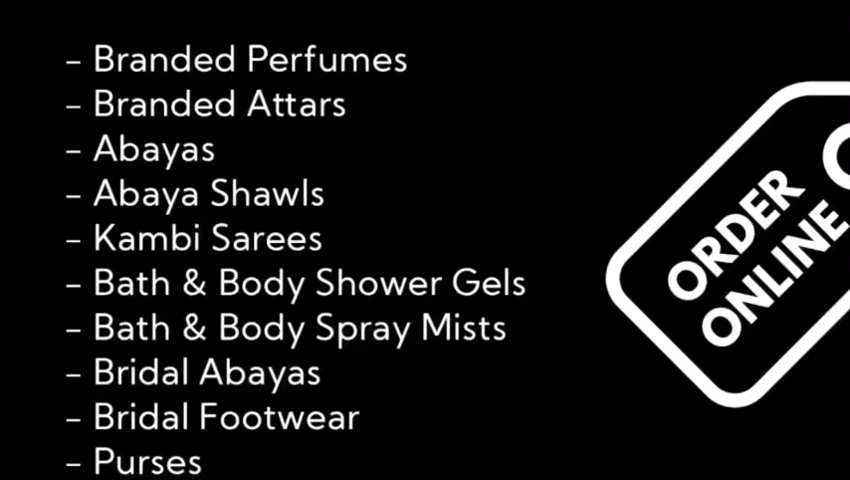 - Branded Perfumes
- Branded Attars
- Abayas
- Abaya Shawls
- Kambi Sarees
- Bath & Body Shower Gels
- Bath & Body Spray Mists
- Bridal Abayas
- Bridal Footwear
- Purses
ORDER
ONLINE